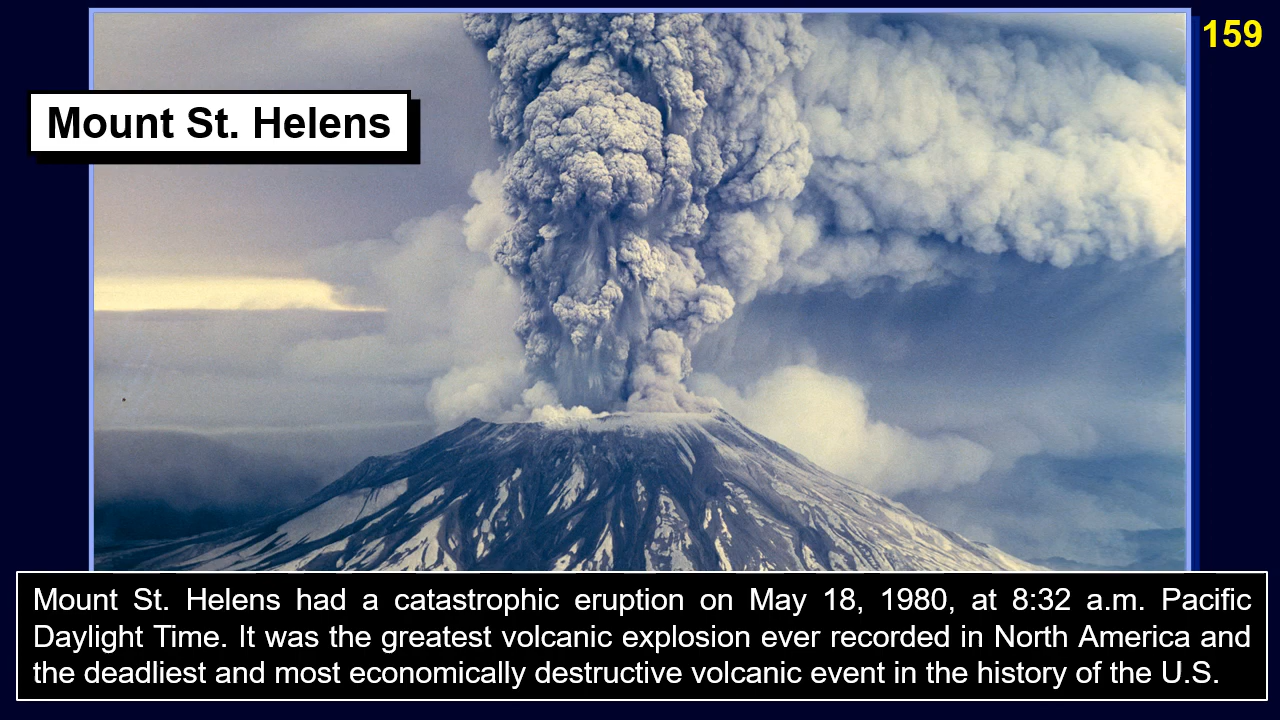 159
Mount St. Helens
Mount St. Helens had a catastrophic eruption on May 18, 1980, at 8:32 a.m. Pacific
Daylight Time. It was the greatest volcanic explosion ever recorded in North America and
the deadliest and most economically destructive volcanic event in the history of the U.S.